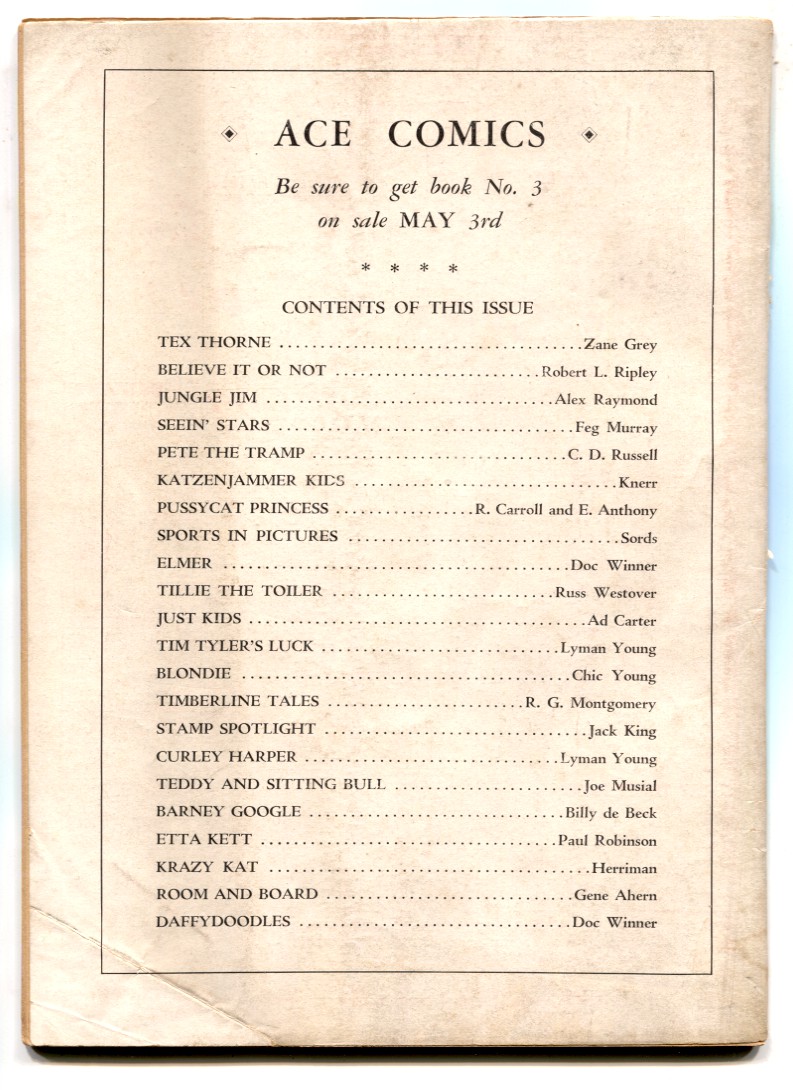 ACE COMICS
Be sure to get book No. 3
on sale MAY 3rd
* * * *
CONTENTS OF THIS ISSUE
TEX THORNE ....................................Zane Grey
BELIEVE IT OR NOT .........................Robert L. Ripley
JUNGLE JIM ...................................Alex Raymond
SEEIN' STARS ....................................Feg Murray
PETE THE TRAMP ...............................C. D. Russell
KATZENJAMMER KIDS ................................Knerr
PUSSYCAT PRINCESS .................R. Carroll and E. Anthony
SPORTS IN PICTURES .................................Sords
ELMER ..........................................Doc Winner
TILLIE THE TOILER ...........................Russ Westover
JUST KIDS .........................................Ad Carter
TIM TYLER'S LUCK .............................Lyman Young
BLONDIE ........................................Chic Young
TIMBERLINE TALES ........................R. G. Montgomery
STAMP SPOTLIGHT ................................Jack King
CURLEY HARPER ...............................Lyman Young
TEDDY AND SITTING BULL .......................Joe Musial
BARNEY GOOGLE ...............................Billy de Beck
ETTA KETT ....................................Paul Robinson
KRAZY KAT .......................................Herriman
ROOM AND BOARD ..............................Gene Ahern
DAFFYDOODLES .................................Doc Winner